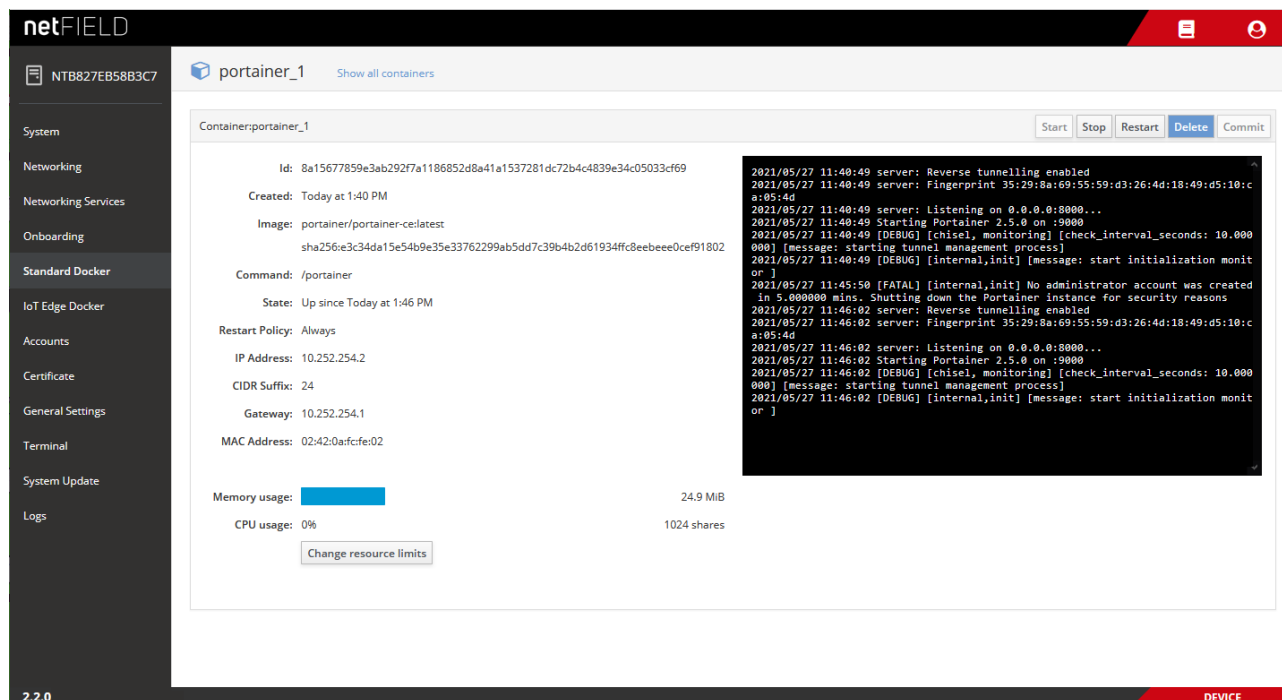 netFIELD
NTB827EB58B3C7
portainer_1 Show all containers
System
Networking
Networking Services
Onboarding
Standard Docker
IoT Edge Docker
Accounts
Certificate
General Settings
Terminal
System Update
Logs
Container:portainer_1
Start Stop Restart Delete Commit
Id: 8a15677859e3ab292f7a1186852d8a41a1537281dc72b4c4839e34c05033cf69
Created: Today at 1:40 PM
Image: portainer/portainer-ce:latest
sha256:e3c34da15e54b9e35e33762299ab5dd7c39b4b2d61934ffc8eebeee0cef91802
Command: /portainer
State: Up since Today at 1:46 PM
Restart Policy: Always
IP Address: 10.252.254.2
CIDR Suffix: 24
Gateway: 10.252.254.1
MAC Address: 02:42:0a:fc:fe:02
Memory usage: 24.9 MiB
CPU usage: 0% 1024 shares
Change resource limits
2021/05/27 11:40:49 server: Reverse tunnelling enabled
2021/05/27 11:40:49 server: Fingerprint 35:29:8a:69:55:59:d3:26:4d:18:49:d5:10:c
a:05:4d
2021/05/27 11:40:49 server: Listening on 0.0.0.0:8000...
2021/05/27 11:40:49 Starting Portainer 2.5.0 on :9000
2021/05/27 11:40:49 [DEBUG] [chisel, monitoring] [check_interval_seconds: 10.000
000] [message: starting tunnel management process]
2021/05/27 11:40:49 [DEBUG] [internal,init] [message: start initialization monit
or ]
2021/05/27 11:45:50 [FATAL] [internal,init] No administrator account was created
in 5.000000 mins. Shutting down the Portainer instance for security reasons
2021/05/27 11:46:02 server: Reverse tunnelling enabled
2021/05/27 11:46:02 server: Fingerprint 35:29:8a:69:55:59:d3:26:4d:18:49:d5:10:c
a:05:4d
2021/05/27 11:46:02 server: Listening on 0.0.0.0:8000...
2021/05/27 11:46:02 Starting Portainer 2.5.0 on :9000
2021/05/27 11:46:02 [DEBUG] [chisel, monitoring] [check_interval_seconds: 10.000
000] [message: starting tunnel management process]
2021/05/27 11:46:02 [DEBUG] [internal,init] [message: start initialization monit
or ]
2.2.0
DEVICE